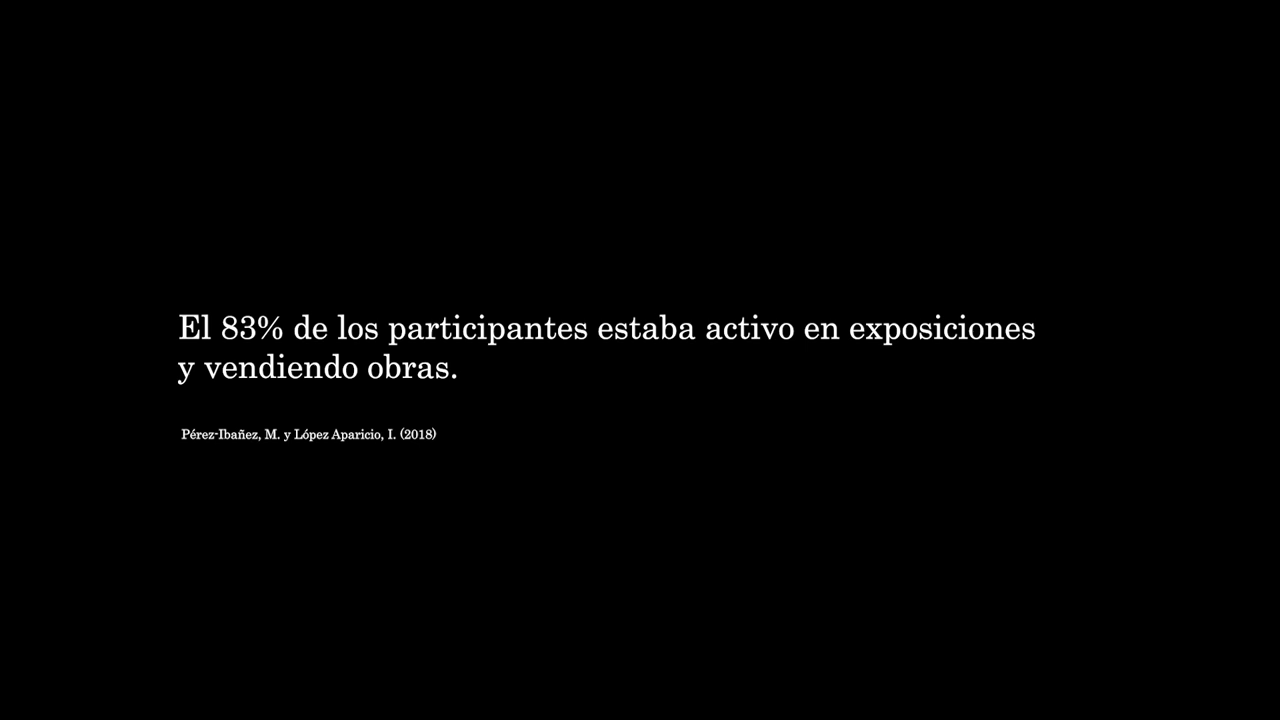 El 83% de los participantes estaba activo en exposiciones
y vendiendo obras.
Pérez-Ibañez, M. y López Aparicio, I. (2018)